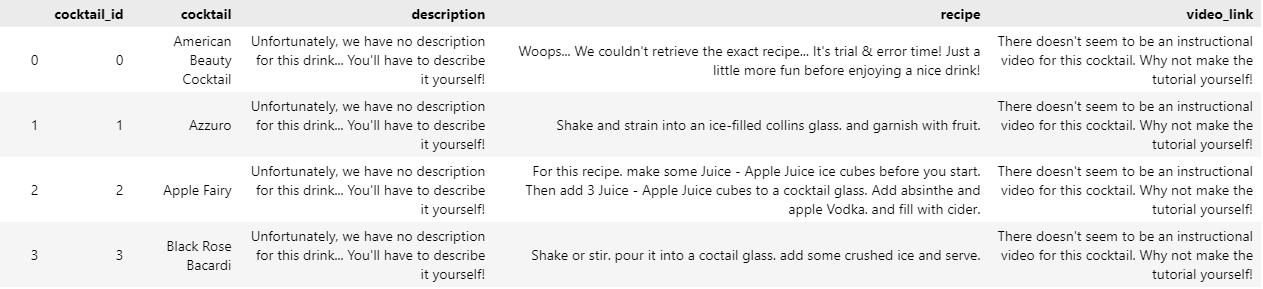 cocktail_id cocktail description recipe video_link
0 0 American Beauty Cocktail Unfortunately, we have no description for this drink... You'll have to describe it yourself! Woops... We couldn't retrieve the exact recipe... It's trial & error time! Just a little more fun before enjoying a nice drink! There doesn't seem to be an instructional video for this cocktail. Why not make the tutorial yourself!
1 1 Azzuro Unfortunately, we have no description for this drink... You'll have to describe it yourself! Shake and strain into an ice-filled collins glass. and garnish with fruit. There doesn't seem to be an instructional video for this cocktail. Why not make the tutorial yourself!
2 2 Apple Fairy Unfortunately, we have no description for this drink... You'll have to describe it yourself! For this recipe. make some Juice - Apple Juice ice cubes before you start. Then add 3 Juice - Apple Juice cubes to a cocktail glass. Add absinthe and apple Vodka. and fill with cider. There doesn't seem to be an instructional video for this cocktail. Why not make the tutorial yourself!
3 3 Black Rose Bacardi Unfortunately, we have no description for this drink... You'll have to describe it yourself! Shake or stir. pour it into a coctail glass. add some crushed ice and serve. There doesn't seem to be an instructional video for this cocktail. Why not make the tutorial yourself!